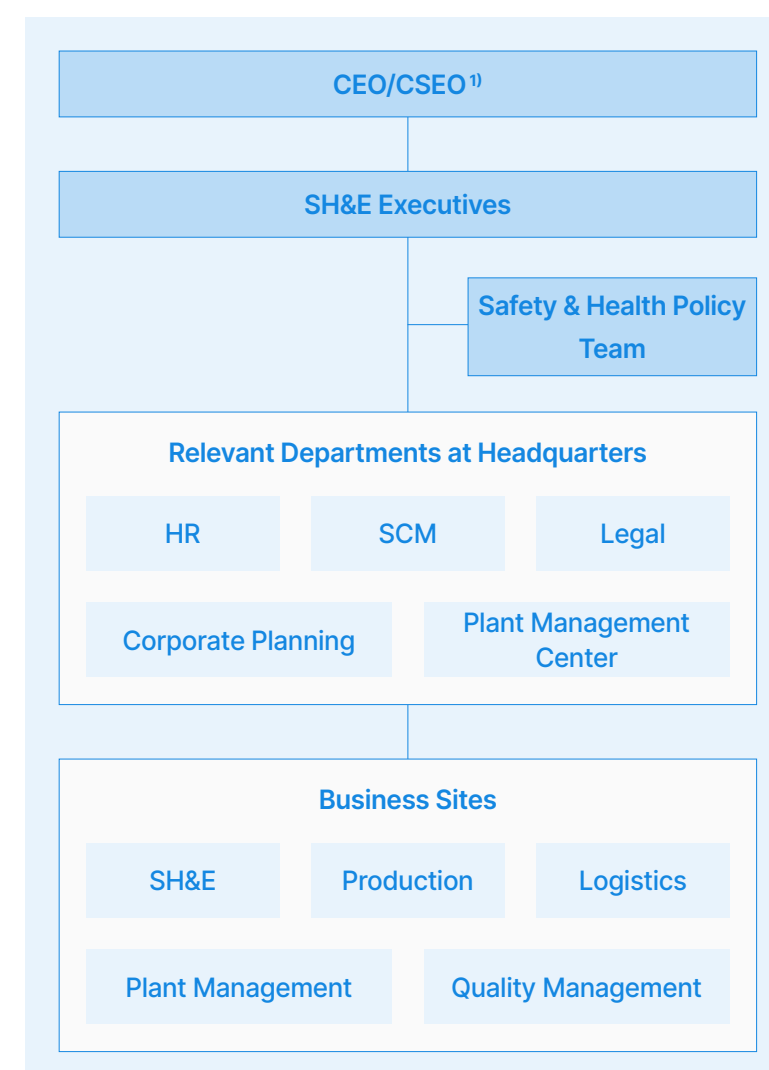 CEO/CSEO 1)
SH&E Executives
Safety & Health Policy
Team
Relevant Departments at Headquarters
HR
SCM
Legal
Corporate Planning
Plant Management
Center
Business Sites
SH&E
Production
Logistics
Plant Management
Quality Management